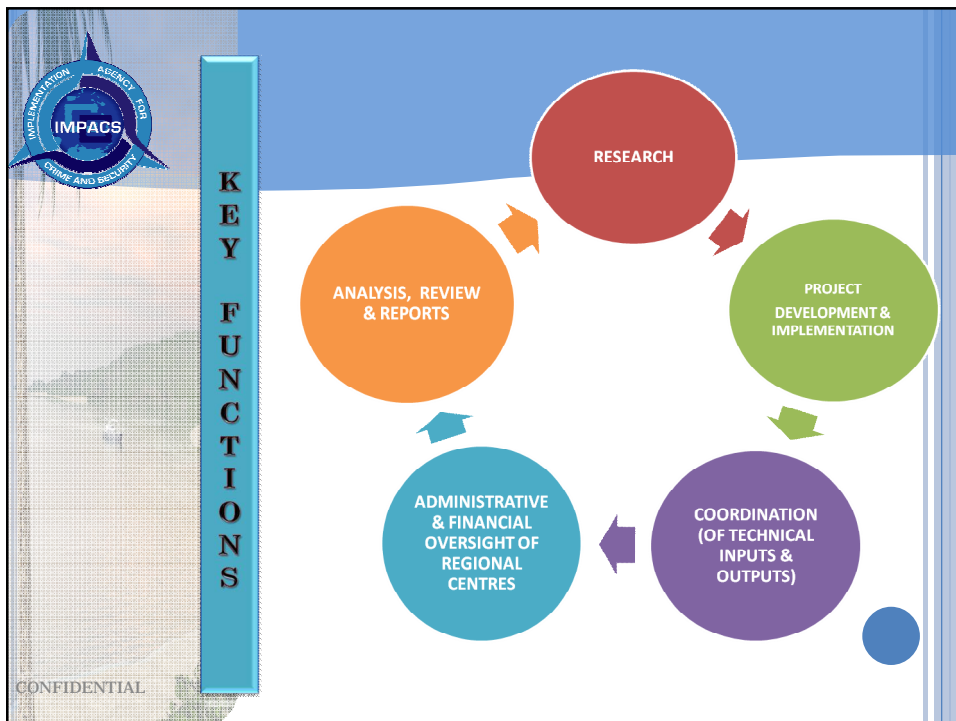 IMPLEMENTATION AGENCY FOR
CRIME AND SECURITY
IMPACS
KEY FUNCTIONS
RESEARCH
PROJECT
DEVELOPMENT &
IMPLEMENTATION
COORDINATION
(OF TECHNICAL
INPUTS &
OUTPUTS)
ADMINISTRATIVE
& FINANCIAL
OVERSIGHT OF
REGIONAL
CENTRES
ANALYSIS, REVIEW
& REPORTS
CONFIDENTIAL